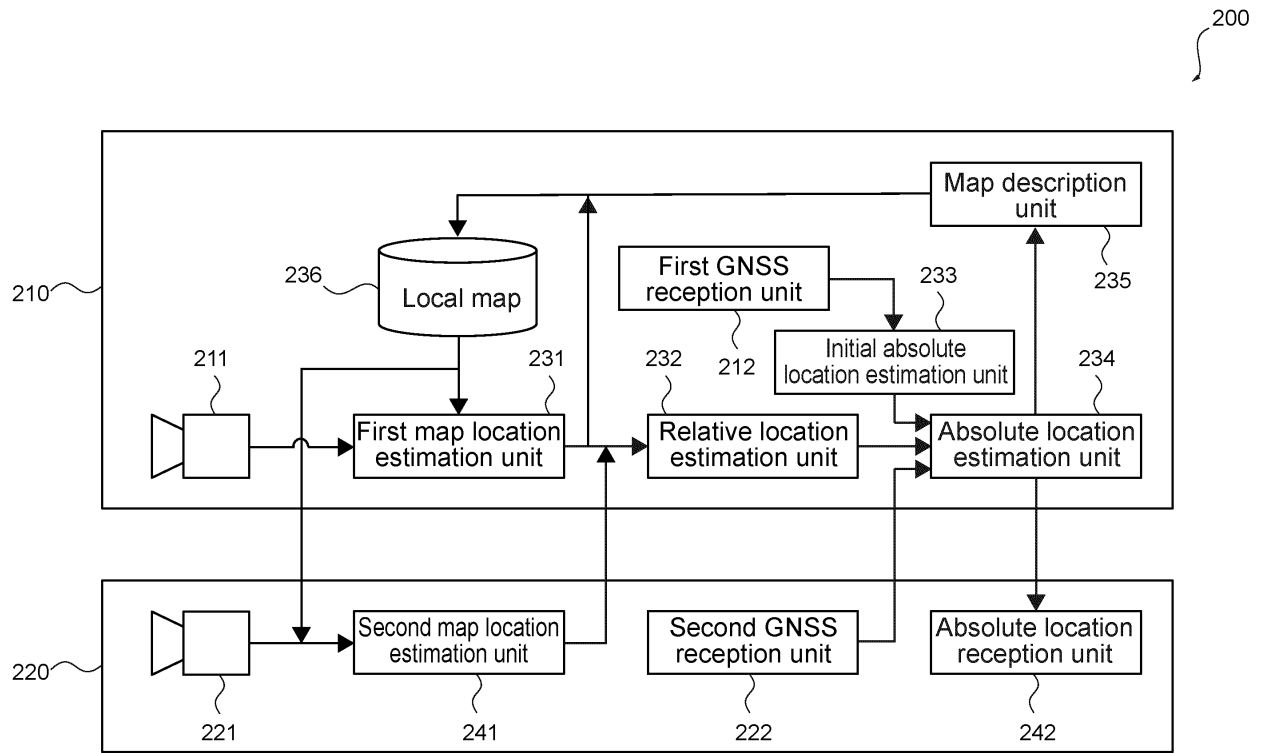 200
Map description
unit
235
First GNSS
reception unit
212
233
236
Local map
210
Initial absolute
location estimation unit
211
231
232
234
First map location
estimation unit
Relative location
estimation unit
Absolute location
estimation unit
220
Second map location
estimation unit
Second GNSS
reception unit
Absolute location
reception unit
221
241
222
242